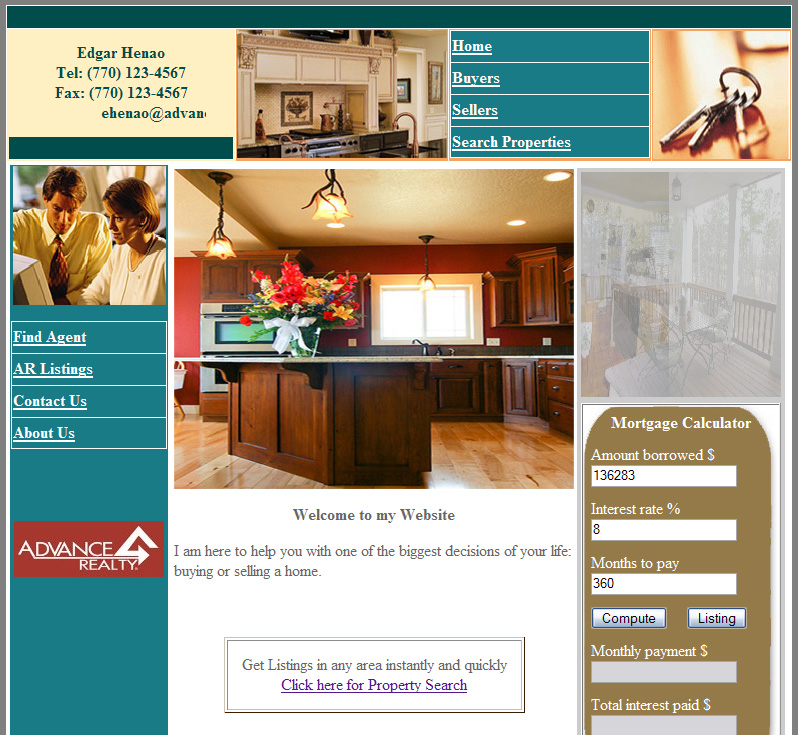 Edgar Henao
Tel: (770) 123-4567
Fax: (770) 123-4567
ehenao@advan
Home
Buyers
Sellers
Search Properties
Find Agent
AR Listings
Contact Us
About Us
ADVANCE
REALTY
Welcome to my Website
I am here to help you with one of the biggest decisions of your life:
buying or selling a home.
Get Listings in any area instantly and quickly
Click here for Property Search
Mortgage Calculator
Amount borrowed $
136283
Interest rate %
8
Months to pay
360
Compute Listing
Monthly payment $
Total interest paid $